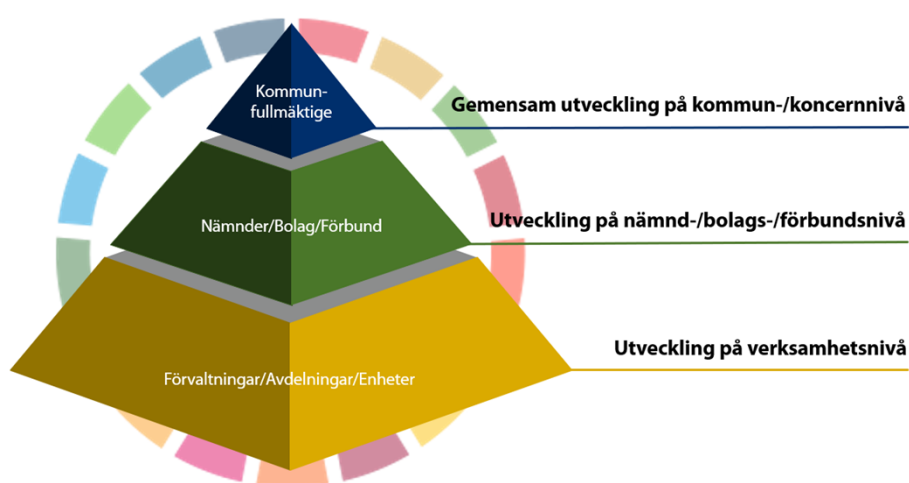 Kommun-
fullmäktige
Gemensam utveckling på kommun-/koncernnivå
Nämnder/Bolag/Förbund
Utveckling på nämnd-/bolags-/förbundsnivå
Utveckling på verksamhetsnivå
Förvaltningar/Avdelningar/Enheter